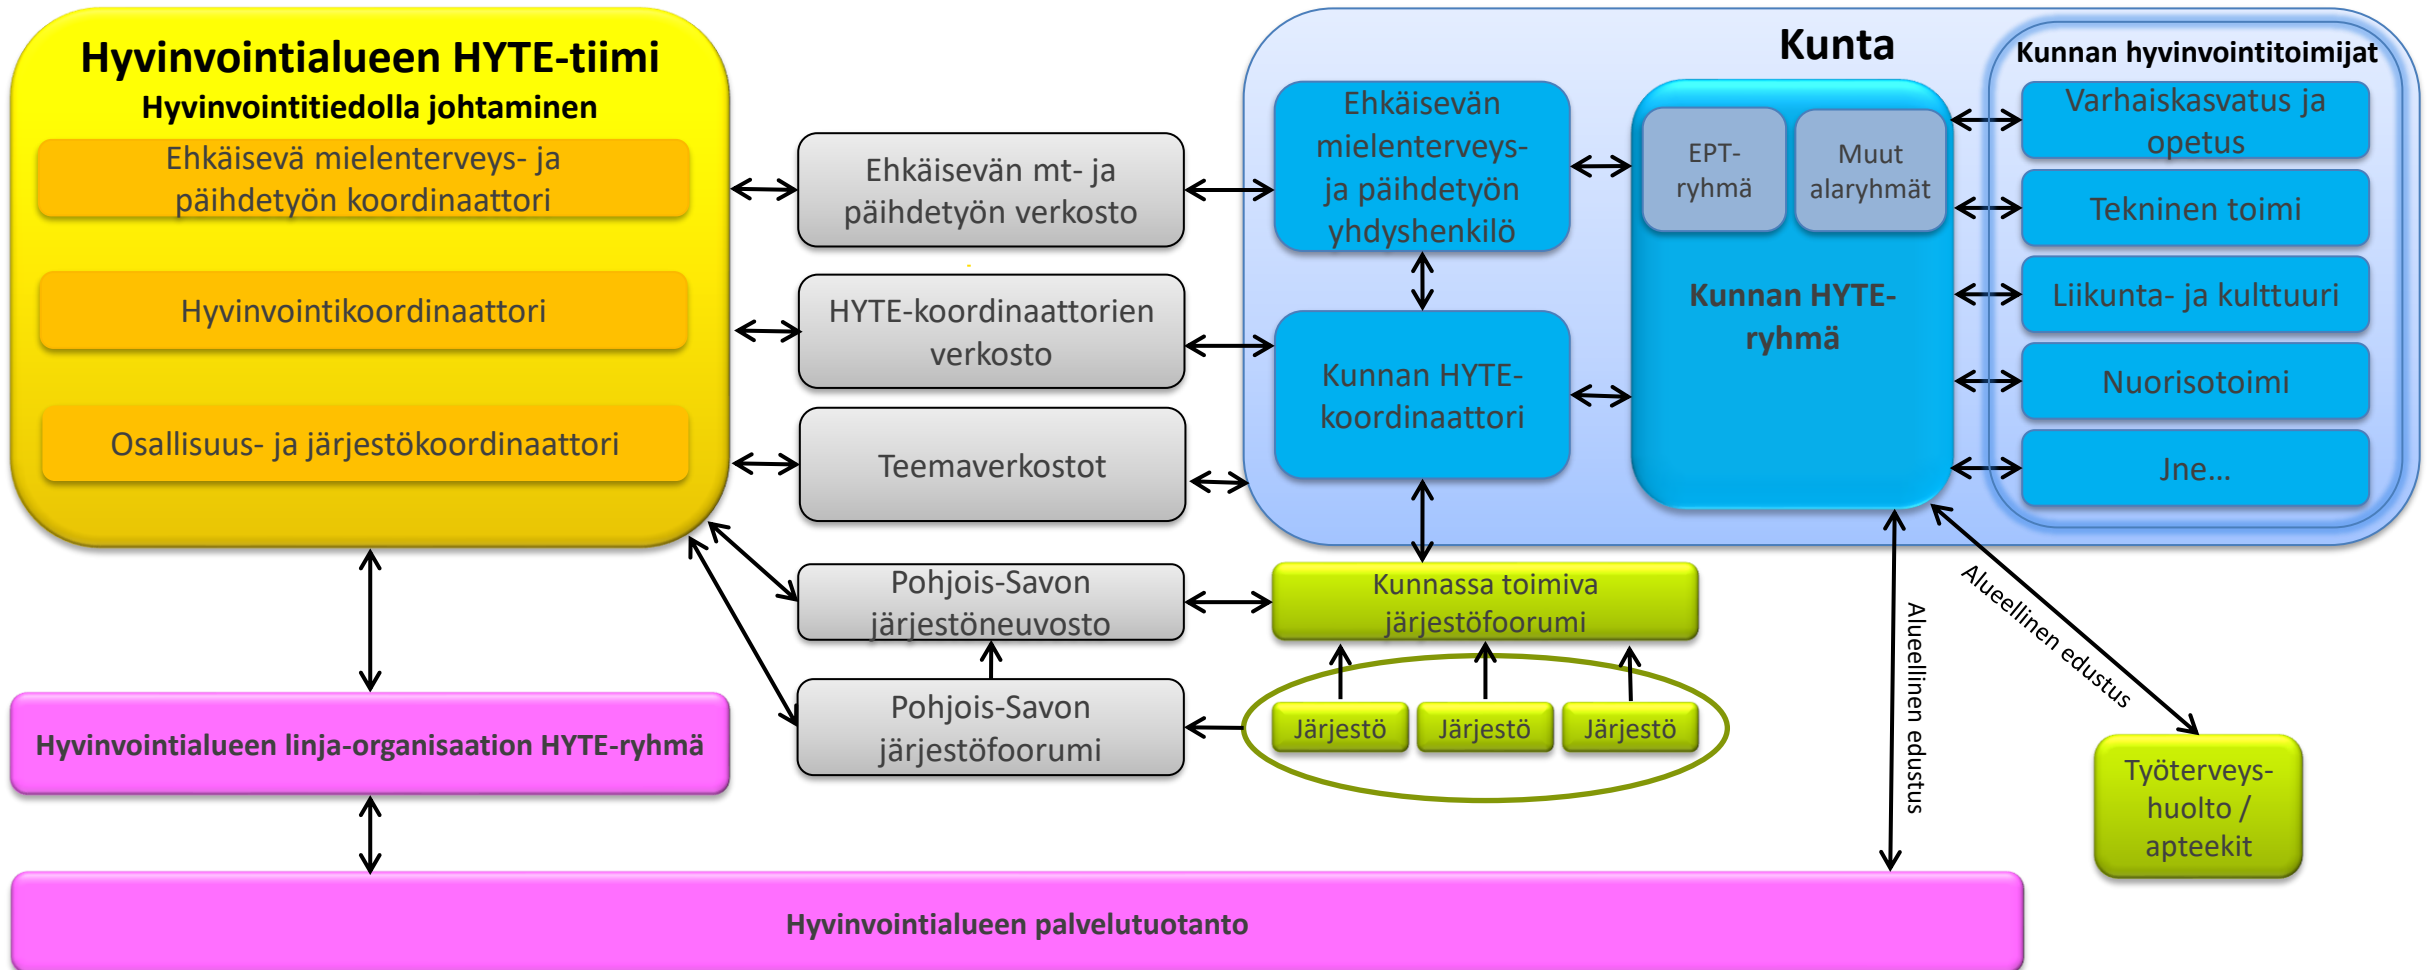 Hyvinvointialueen HYTE-tiimi
Hyvinvointitiedolla johtaminen
Ehkäisevä mielenterveys- ja
päihdetyön koordinaattori
Hyvinvointikoordinaattori
Osallisuus- ja järjestökoordinaattori
Ehkäisevän mt- ja
päihdetyön verkosto
HYTE-koordinaattorien
verkosto
Teemaverkostot
Pohjois-Savon
järjestöneuvosto
Pohjois-Savon
järjestöfoorumi
Kunta
Ehkäisevän
mielenterveys-
ja päihdetyön
yhdyshenkilö
Kunnan HYTE-
koordinaattori
EPT-
ryhmä
Muut
alaryhmät
Kunnan HYTE-
ryhmä
Kunnan hyvinvointitoimijat
Varhaiskasvatus ja
opetus
Tekninen toimi
Liikunta- ja kulttuuri
Nuorisotoimi
Jne...
Kunnassa toimiva
järjestöfoorumi
Järjestö
Järjestö
Järjestö
Alueellinen edustus
Alueellinen edustus
Työterveys-
huolto /
apteekit
Hyvinvointialueen linja-organisaation HYTE-ryhmä
Hyvinvointialueen palvelutuotanto